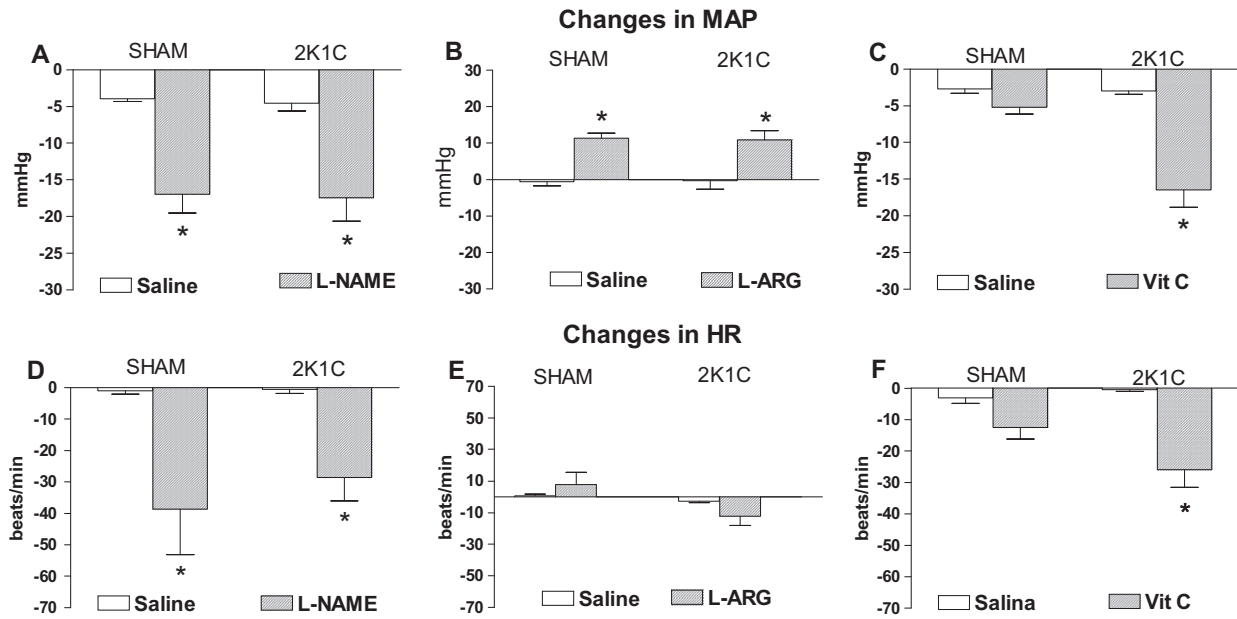 Changes in MAP
A
SHAM 2K1C
0
-5
-10
-15
-20
-25
-30
mmHg
* *
Saline L-NAME
B
SHAM 2K1C
30
20
10
0
-10
-20
-30
mmHg
* *
Saline L-ARG
C
SHAM 2K1C
0
-5
-10
-15
-20
-25
-30
mmHg
*
Saline Vit C
Changes in HR
D
SHAM 2K1C
0
-10
-20
-30
-40
-50
-60
-70
beats/min
* *
Saline L-NAME
E
SHAM 2K1C
70
50
30
10
-10
-30
-50
-70
beats/min
Saline L-ARG
F
SHAM 2K1C
0
-10
-20
-30
-40
-50
-60
-70
beats/min
*
Salina Vit C